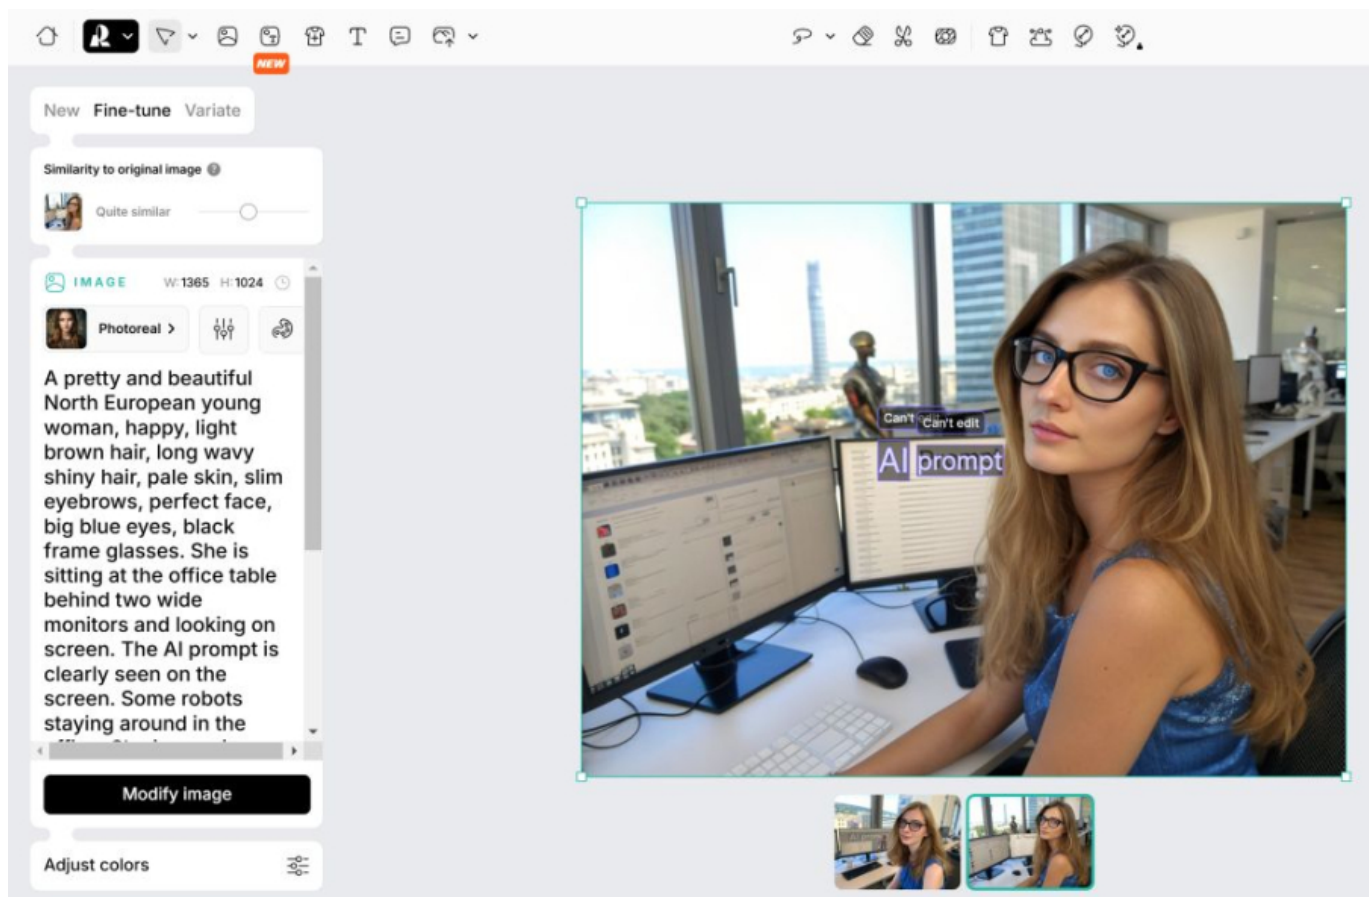 NEW
New Fine-tune Variate
Similarity to original image ?
Quite similar
IMAGE W:1365 H:1024
Photoreal >
A pretty and beautiful
North European young
woman, happy, light
brown hair, long wavy
shiny hair, pale skin, slim
eyebrows, perfect face,
big blue eyes, black
frame glasses. She is
sitting at the office table
behind two wide
monitors and looking on
screen. The AI prompt is
clearly seen on the
screen. Some robots
staying around in the
Modify image
Adjust colors
Can't
Can't edit
AI prompt